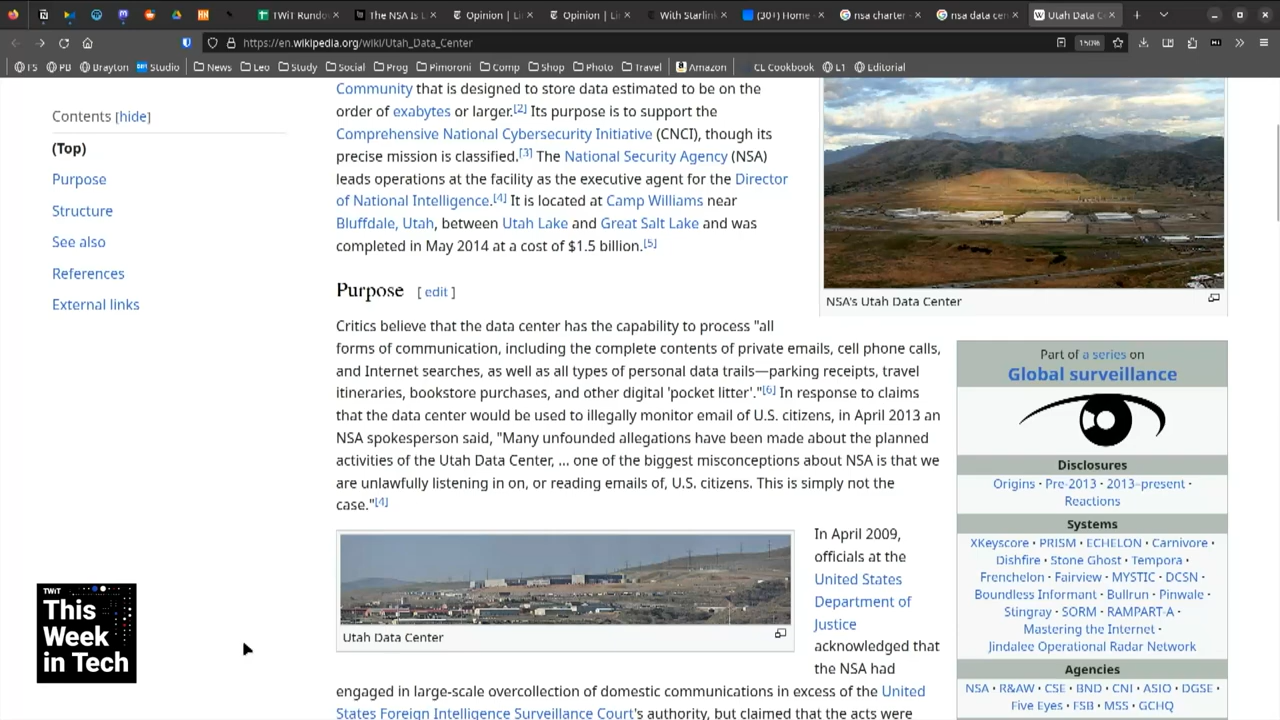 TWiT Rundo
The NSA Is L
Opinion | Li
Opinion | Li
With Starlin
(30+) Home -
nsa charter -
nsa data cen
Utah Data C
https://en.wikipedia.org/wiki/Utah_Data_Center
150%
FS
PB
Brayton
Studio
News
Leo
Study
Social
Prog
Pimoroni
Comp
Shop
Photo
Travel
Amazon
CL Cookbook
L1
Editorial
Contents [hide]
(Top)
Purpose
Structure
See also
References
External links
Community that is designed to store data estimated to be on the
order of exabytes or larger.[2] Its purpose is to support the
Comprehensive National Cybersecurity Initiative (CNCI), though its
precise mission is classified.[3] The National Security Agency (NSA)
leads operations at the facility as the executive agent for the Director
of National Intelligence.[4] It is located at Camp Williams near
Bluffdale, Utah, between Utah Lake and Great Salt Lake and was
completed in May 2014 at a cost of $1.5 billion.[5]
NSA's Utah Data Center
Purpose [ edit ]
Critics believe that the data center has the capability to process "all
forms of communication, including the complete contents of private emails, cell phone calls,
and Internet searches, as well as all types of personal data trails—parking receipts, travel
itineraries, bookstore purchases, and other digital 'pocket litter'."[6] In response to claims
that the data center would be used to illegally monitor email of U.S. citizens, in April 2013 an
NSA spokesperson said, "Many unfounded allegations have been made about the planned
activities of the Utah Data Center, ... one of the biggest misconceptions about NSA is that we
are unlawfully listening in on, or reading emails of, U.S. citizens. This is simply not the
case."[4]
Utah Data Center
In April 2009,
officials at the
United States
Department of
Justice
acknowledged that
the NSA had
engaged in large-scale overcollection of domestic communications in excess of the United
States Foreign Intelligence Surveillance Court's authority, but claimed that the acts were
Part of a series on
Global surveillance
Disclosures
Origins · Pre-2013 · 2013–present ·
Reactions
Systems
XKeyscore · PRISM · ECHELON · Carnivore ·
Dishfire · Stone Ghost · Tempora ·
Frenchelon · Fairview · MYSTIC · DCSN ·
Boundless Informant · Bullrun · Pinwale ·
Stingray · SORM · RAMPART-A ·
Mastering the Internet ·
Jindalee Operational Radar Network
Agencies
NSA · R&AW · CSE · BND · CNI · ASIO · DGSE ·
Five Eyes · FSB · MSS · GCHQ
TWiT
This
Week
in Tech